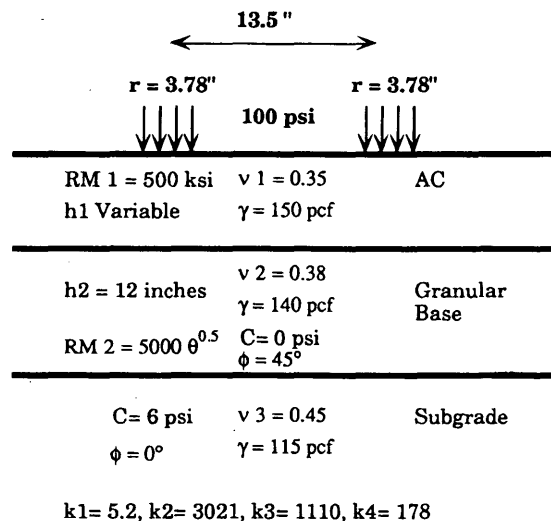 13.5 "
r = 3.78" r = 3.78"
100 psi
RM 1 = 500 ksi ν 1 = 0.35 AC
h1 Variable γ = 150 pcf
h2 = 12 inches ν 2 = 0.38 Granular
γ = 140 pcf Base
RM 2 = 5000 θ^0.5 C= 0 psi
ϕ = 45°
C= 6 psi ν 3 = 0.45 Subgrade
ϕ = 0° γ = 115 pcf
k1= 5.2, k2= 3021, k3= 1110, k4= 178